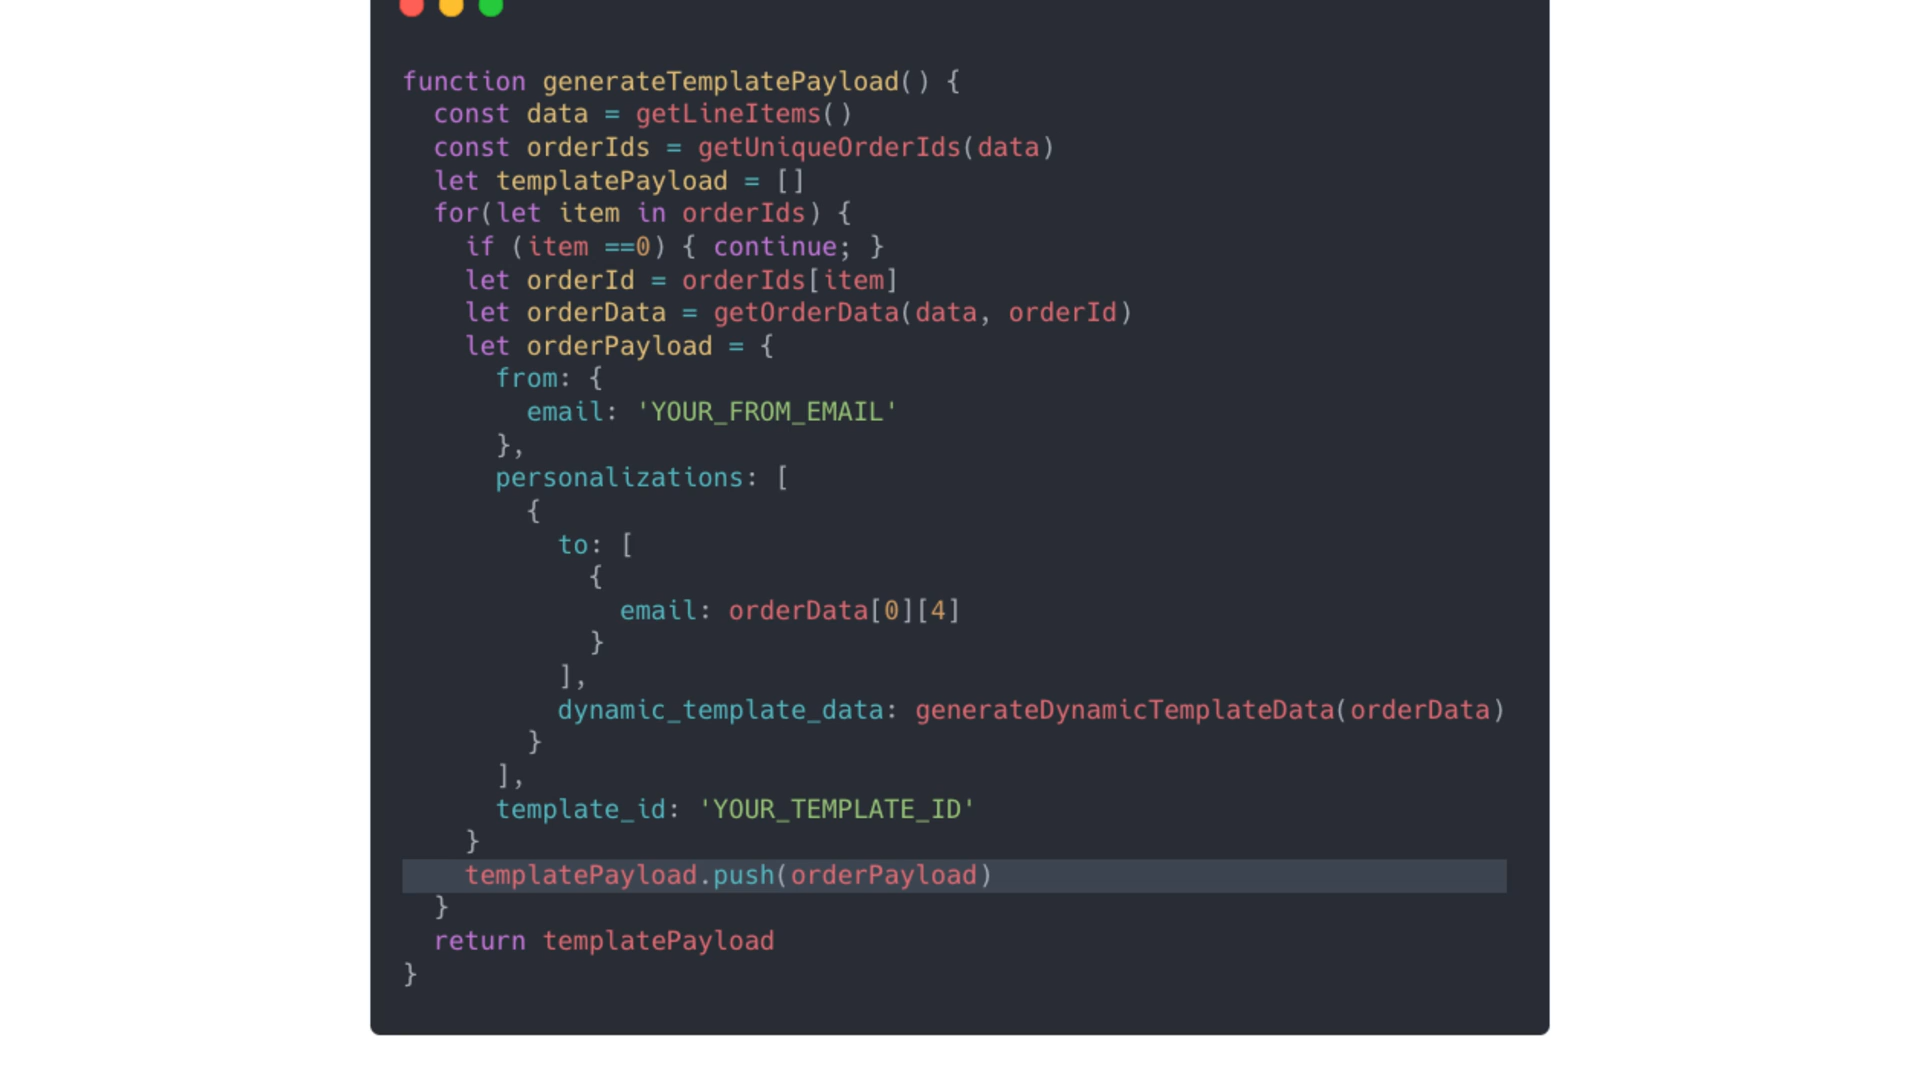 function generateTemplatePayload() {
  const data = getLineItems()
  const orderIds = getUniqueOrderIds(data)
  let templatePayload = []
  for(let item in orderIds) {
    if (item ==0) { continue; }
    let orderId = orderIds[item]
    let orderData = getOrderData(data, orderId)
    let orderPayload = {
      from: {
        email: 'YOUR_FROM_EMAIL'
      },
      personalizations: [
        {
          to: [
            {
              email: orderData[0][4]
            }
          ],
          dynamic_template_data: generateDynamicTemplateData(orderData)
        }
      ],
      template_id: 'YOUR_TEMPLATE_ID'
    }
    templatePayload.push(orderPayload)
  }
  return templatePayload
}